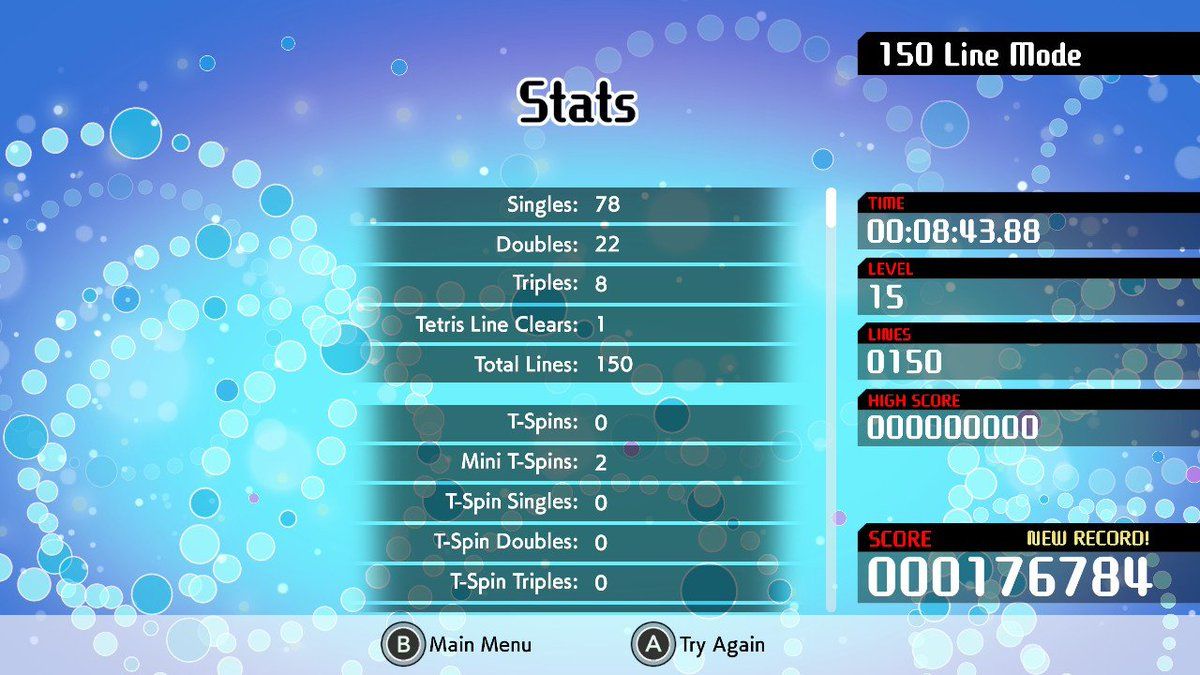 150 Line Mode
Stats
Singles: 78
Doubles: 22
Triples: 8
Tetris Line Clears: 1
Total Lines: 150
T-Spins: 0
Mini T-Spins: 2
T-Spin Singles: 0
T-Spin Doubles: 0
T-Spin Triples: 0
TIME
00:08:43.88
LEVEL
15
LINES
0150
HIGH SCORE
000000000
SCORE NEW RECORD!
000176784
B Main Menu A Try Again